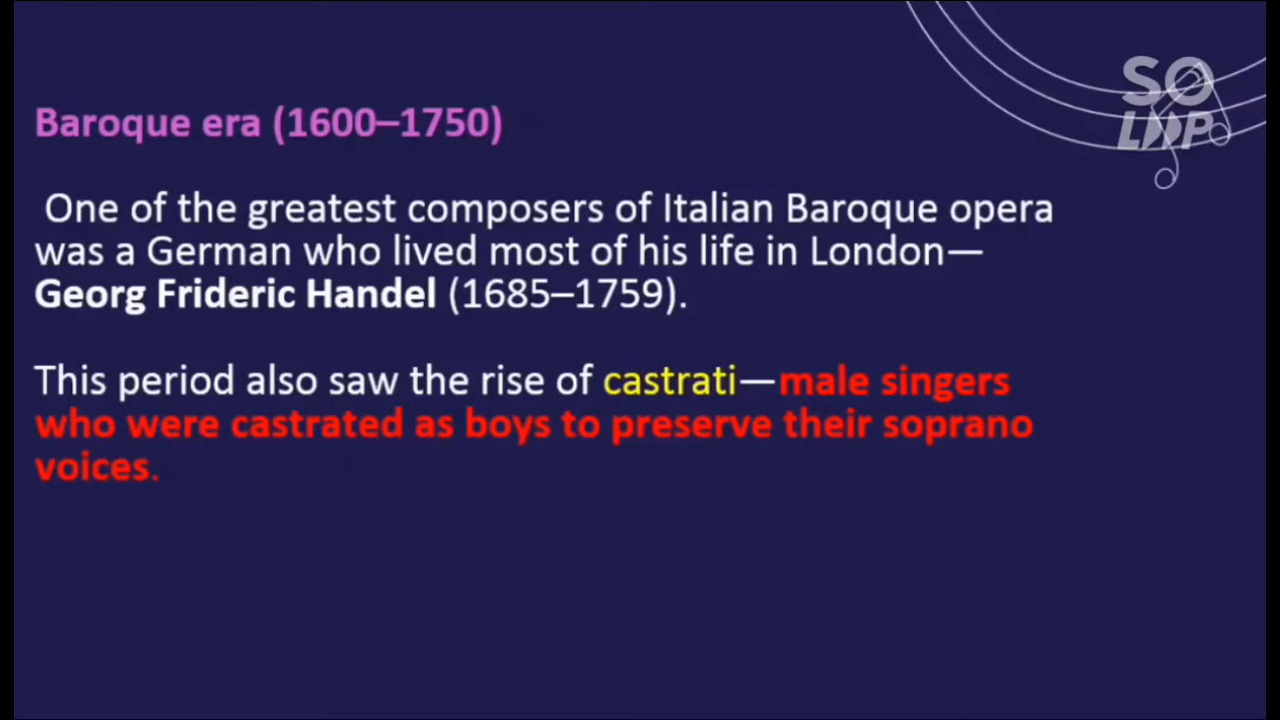 SO
LOOP
Baroque era (1600–1750)
One of the greatest composers of Italian Baroque opera
was a German who lived most of his life in London—
Georg Frideric Handel (1685–1759).
This period also saw the rise of castrati—male singers
who were castrated as boys to preserve their soprano
voices.